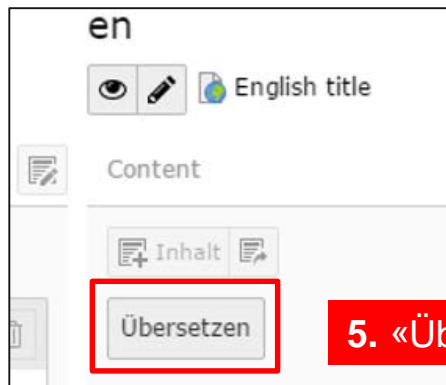 en
English title
Content
Inhalt
Übersetzen
5. «Üb